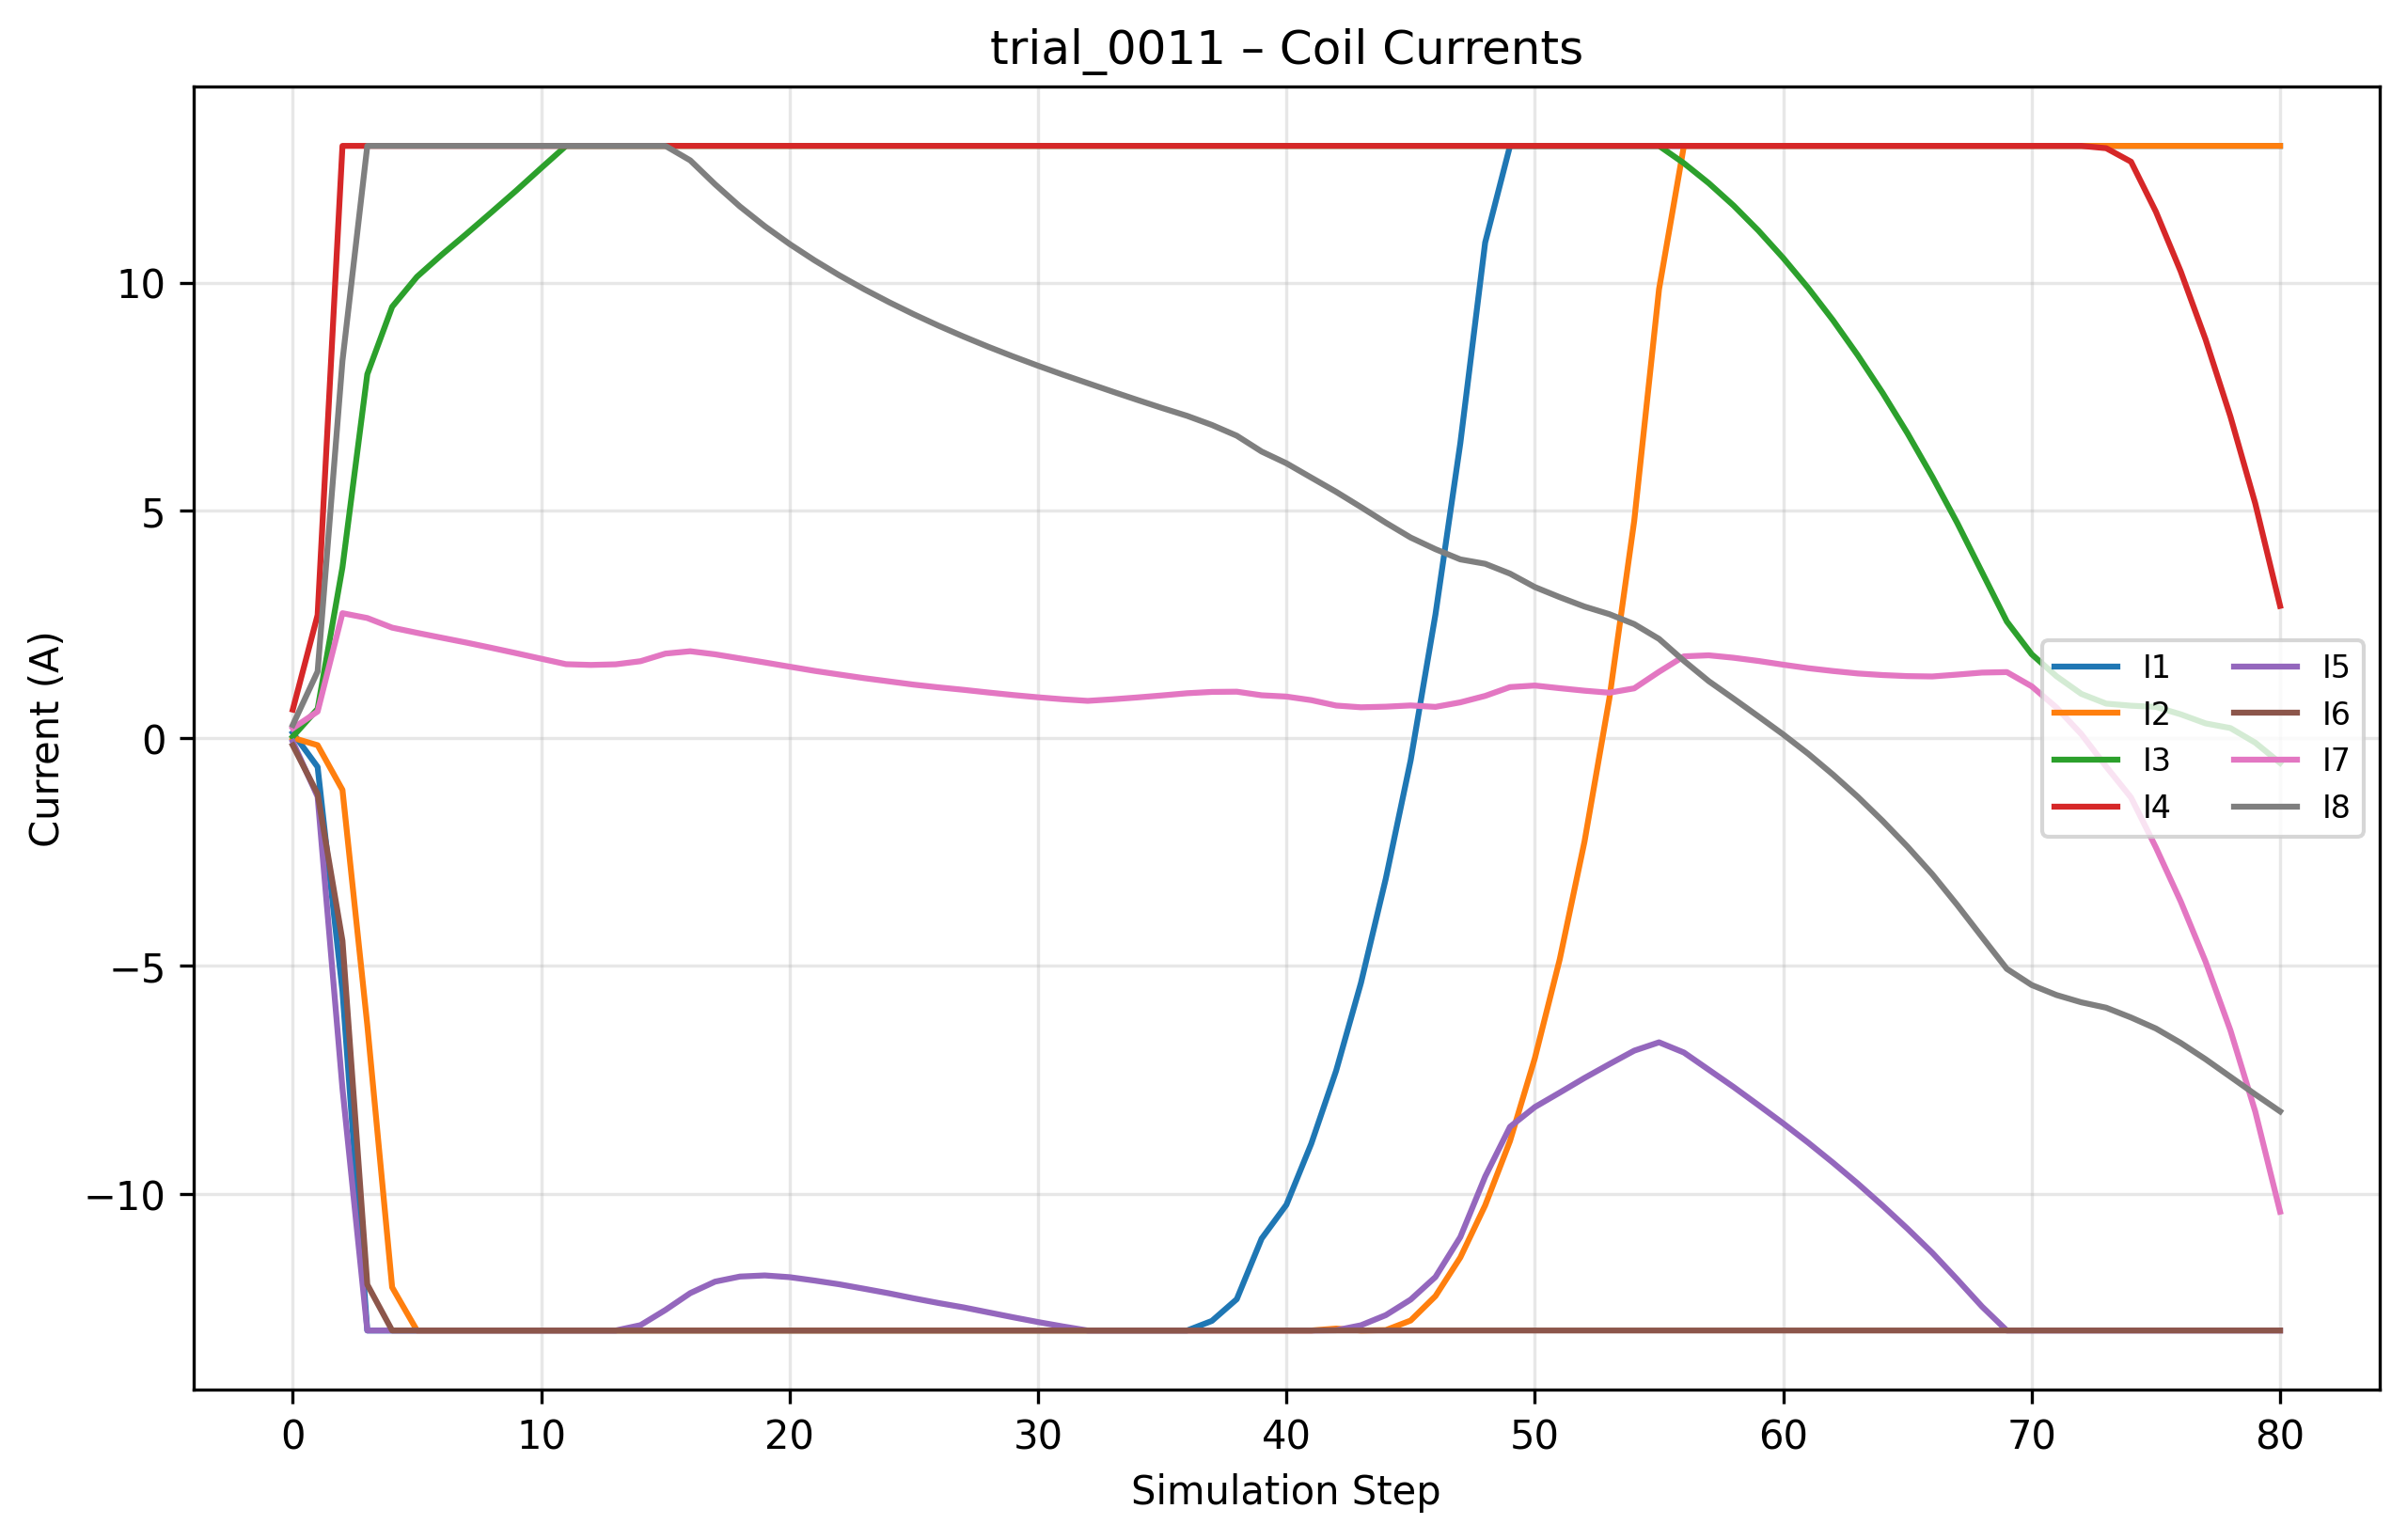 trial_0011 – Coil Currents
Current (A)
10
5
0
−5
−10
I1
I2
I3
I4
I5
I6
I7
I8
0 10 20 30 40 50 60 70 80
Simulation Step